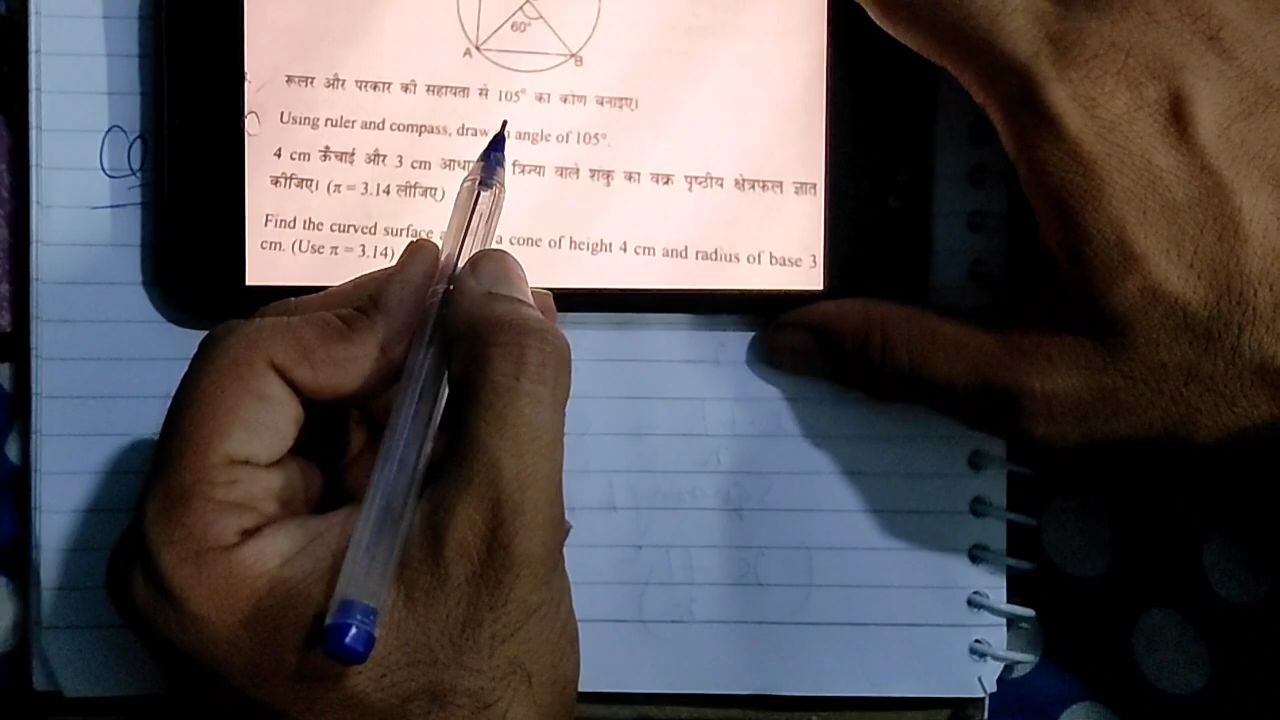 60°
A
B
रूलर और परकार की सहायता से 105° का कोण बनाइए।
Using ruler and compass, draw angle of 105°.
4 cm ऊँचाई और 3 cm त्रिज्या वाले शंकु का वक्र पृष्ठीय क्षेत्रफल ज्ञात
कीजिए। (π = 3.14 लीजिए)
Find the curved surface a cone of height 4 cm and radius of base 3
cm. (Use π = 3.14)